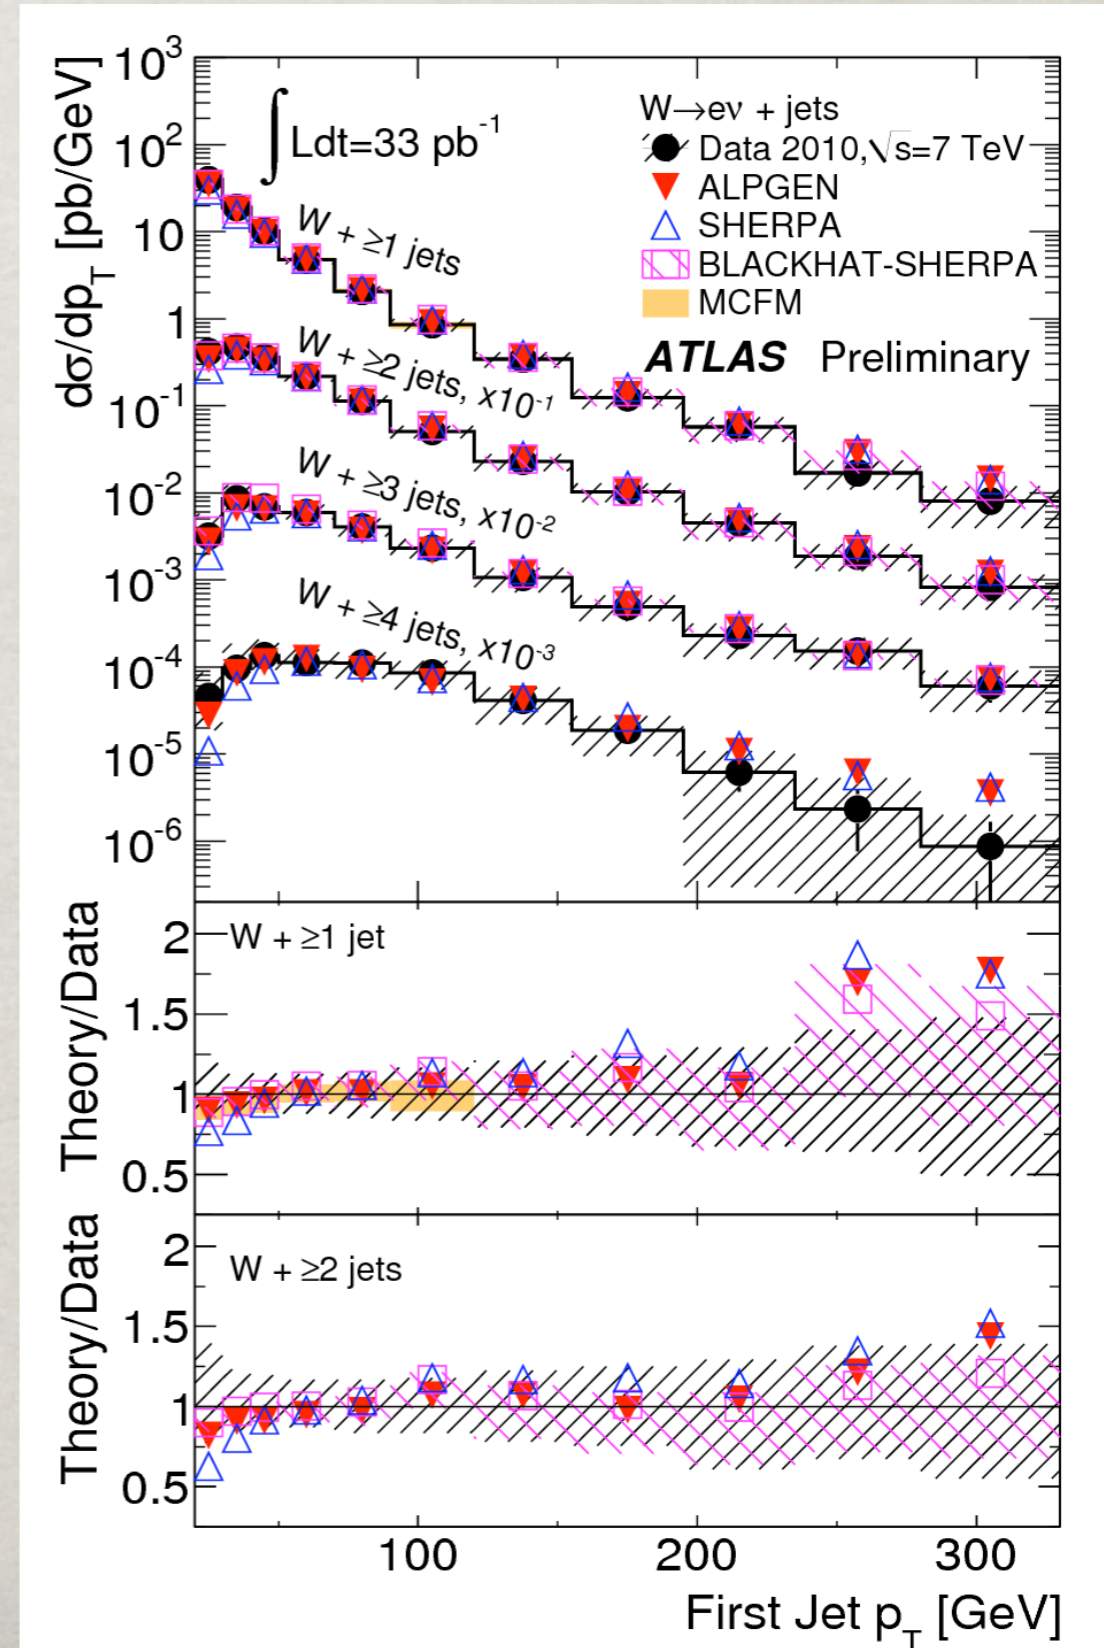 dσ/dp_T [pb/GeV]
10^3
10^2
10
1
10^-1
10^-2
10^-3
10^-4
10^-5
10^-6
∫Ldt=33 pb^-1
W→eν + jets
Data 2010,√s=7 TeV
ALPGEN
SHERPA
BLACKHAT-SHERPA
MCFM
ATLAS Preliminary
W + ≥1 jets
W + ≥2 jets, x10^-1
W + ≥3 jets, x10^-2
W + ≥4 jets, x10^-3
Theory/Data
2
1.5
1
0.5
W + ≥1 jet
Theory/Data
2
1.5
1
0.5
W + ≥2 jets
100 200 300
First Jet p_T [GeV]